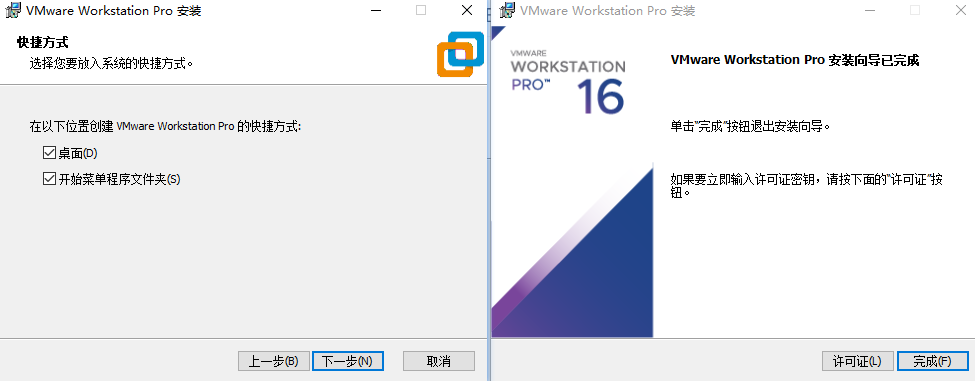 VMware Workstation Pro 安装
快捷方式
选择您要放入系统的快捷方式。
在以下位置创建 VMware Workstation Pro 的快捷方式:
桌面(D)
开始菜单程序文件夹(S)
上一步(B)
下一步(N)
取消
VMware Workstation Pro 安装
VMWARE
WORKSTATION
PRO™ 16
VMware Workstation Pro 安装向导已完成
单击"完成"按钮退出安装向导。
如果要立即输入许可证密钥，请按下面的"许可证"按
钮。
许可证(L)
完成(F)